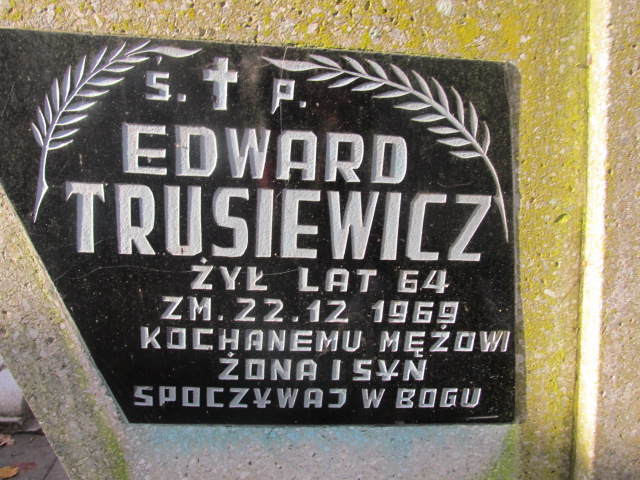 Ś. P.
EDWARD
TRUSIEWICZ
ŻYŁ LAT 64
ZM. 22.12 1969
KOCHANEMU MĘŻOWI
ŻONA I SYN
SPOCZYWAJ W BOGU